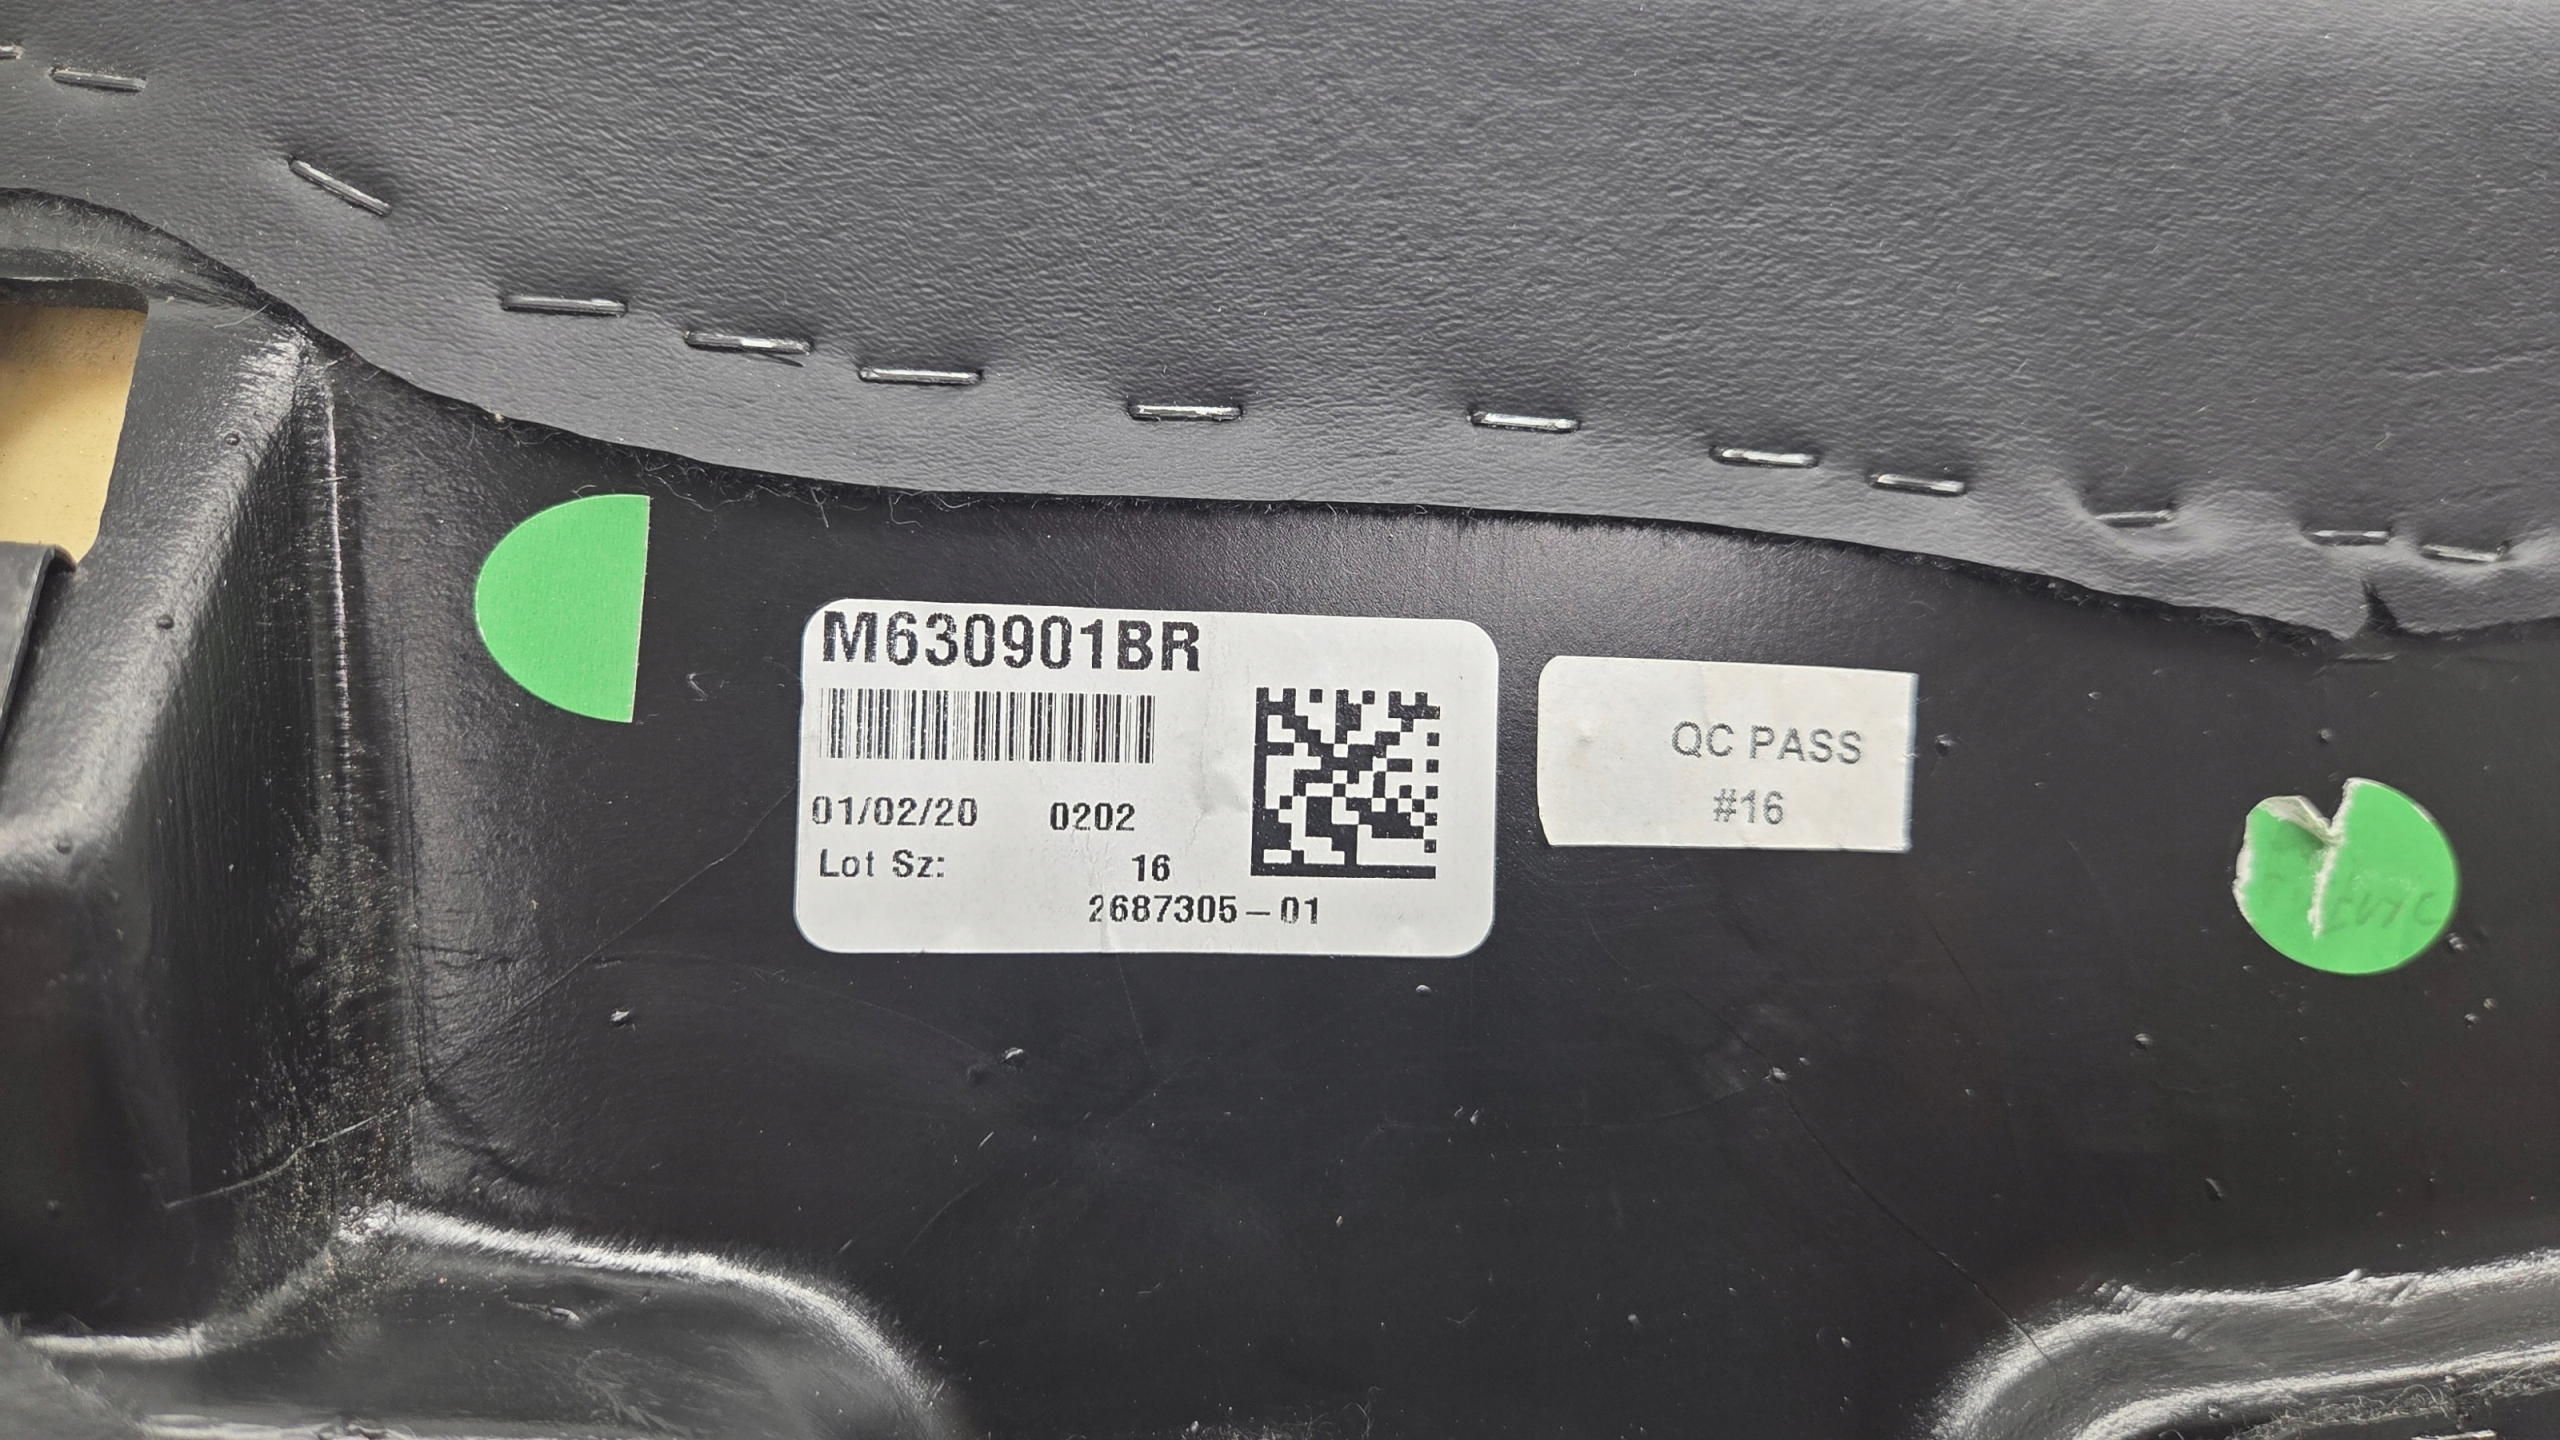 M630901BR
01/02/20 0202
Lot Sz: 16
2687305-01
QC PASS
#16